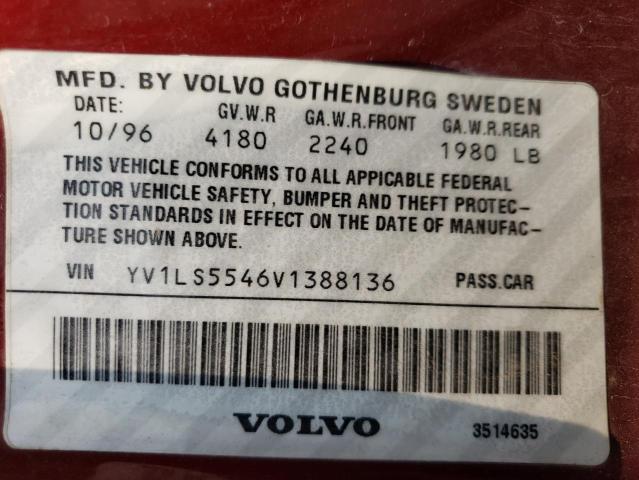 MFD. BY VOLVO GOTHENBURG SWEDEN
DATE: GV.W.R GA.W.R.FRONT GA.W.R.REAR
10/96 4180 2240 1980 LB
THIS VEHICLE CONFORMS TO ALL APPICABLE FEDERAL
MOTOR VEHICLE SAFETY, BUMPER AND THEFT PROTEC-
TION STANDARDS IN EFFECT ON THE DATE OF MANUFAC-
TURE SHOWN ABOVE.
VIN YV1LS5546V1388136 PASS.CAR
VOLVO 3514635